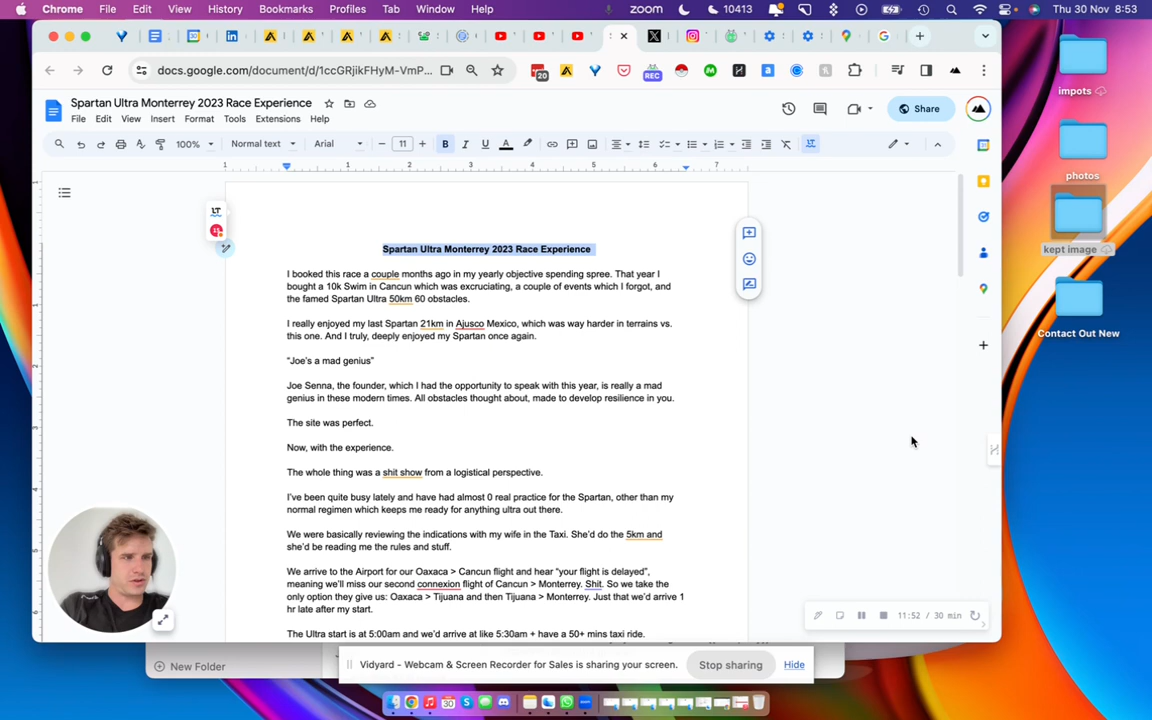 Chrome File Edit View History Bookmarks Profiles Tab Window Help zoom 10413 Thu 30 Nov 8:53
docs.google.com/document/d/1ccGRjikFHyM-VmP...
20 REC
Spartan Ultra Monterrey 2023 Race Experience
File Edit View Insert Format Tools Extensions Help
Share
100% Normal text Arial 11 B I U A
1 1 2 3 4 5 6 7
LT
Spartan Ultra Monterrey 2023 Race Experience
I booked this race a couple months ago in my yearly objective spending spree. That year I
bought a 10k Swim in Cancun which was excruciating, a couple of events which I forgot, and
the famed Spartan Ultra 50km 60 obstacles.
I really enjoyed my last Spartan 21km in Ajusco Mexico, which was way harder in terrains vs.
this one. And I truly, deeply enjoyed my Spartan once again.
“Joe's a mad genius”
Joe Senna, the founder, which I had the opportunity to speak with this year, is really a mad
genius in these modern times. All obstacles thought about, made to develop resilience in you.
The site was perfect.
Now, with the experience.
The whole thing was a shit show from a logistical perspective.
I've been quite busy lately and have had almost 0 real practice for the Spartan, other than my
normal regimen which keeps me ready for anything ultra out there.
We were basically reviewing the indications with my wife in the Taxi. She'd do the 5km and
she'd be reading me the rules and stuff.
We arrive to the Airport for our Oaxaca > Cancun flight and hear “your flight is delayed”,
meaning we'll miss our second connexion flight of Cancun > Monterrey. Shit. So we take the
only option they give us: Oaxaca > Tijuana and then Tijuana > Monterrey. Just that we'd arrive 1
hr late after my start.
The Ultra start is at 5:00am and we'd arrive at like 5:30am + have a 50+ mins taxi ride.
11:52 / 30 min
New Folder
Vidyard - Webcam & Screen Recorder for Sales is sharing your screen.
Stop sharing
Hide
impots
photos
kept image
Contact Out New